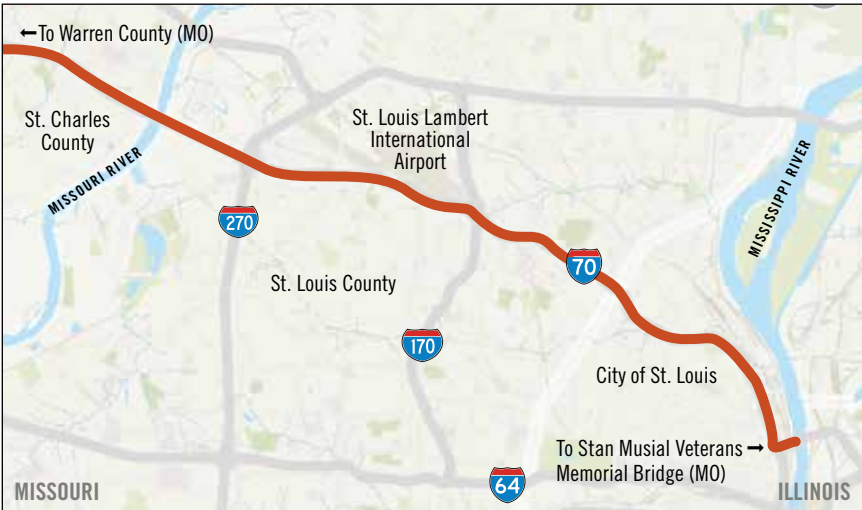 ←To Warren County (MO)
St. Charles
County
MISSOURI RIVER
St. Louis Lambert
International
Airport
MISSISSIPPI RIVER
270
70
St. Louis County
170
City of St. Louis
To Stan Musial Veterans →
Memorial Bridge (MO)
64
MISSOURI
ILLINOIS